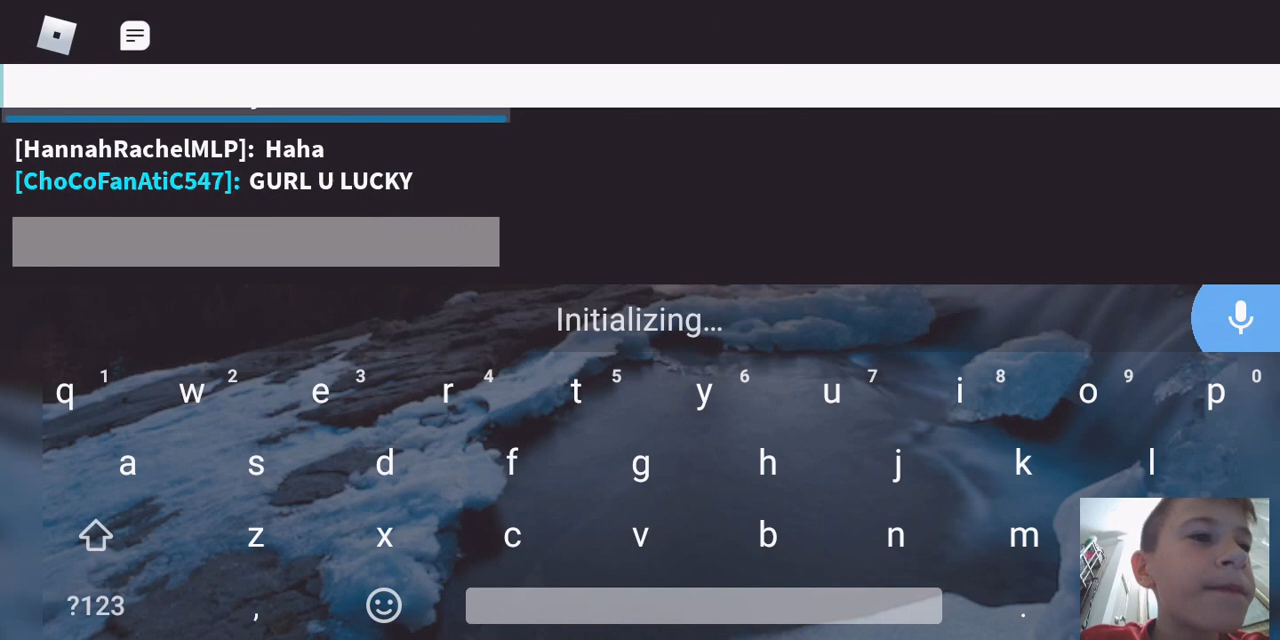 [HannahRachelMLP]: Haha
[ChoCoFanAtiC547]: GURL U LUCKY
Initializing...
q 1 w 2 e 3 r 4 t 5 y 6 u 7 i 8 o 9 p 0
a s d f g h j k l
z x c v b n m
?123 , .